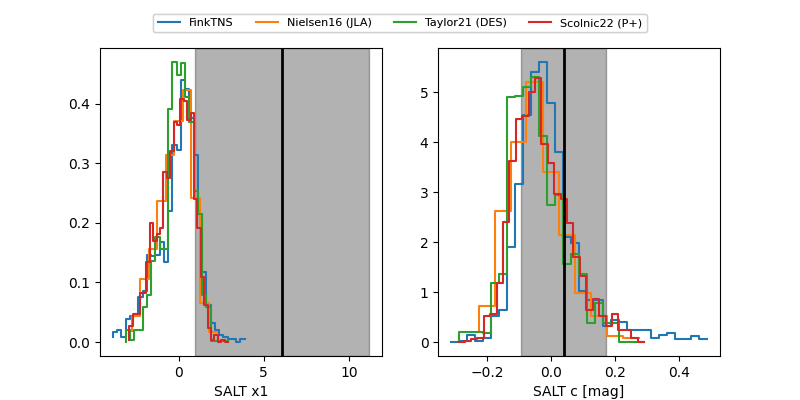 FinkTNS Nielsen16 (JLA) Taylor21 (DES) Scolnic22 (P+)
0.4
0.3
0.2
0.1
0.0
0 5 10
SALT x1
5
4
3
2
1
0
−0.2 0.0 0.2 0.4
SALT c [mag]